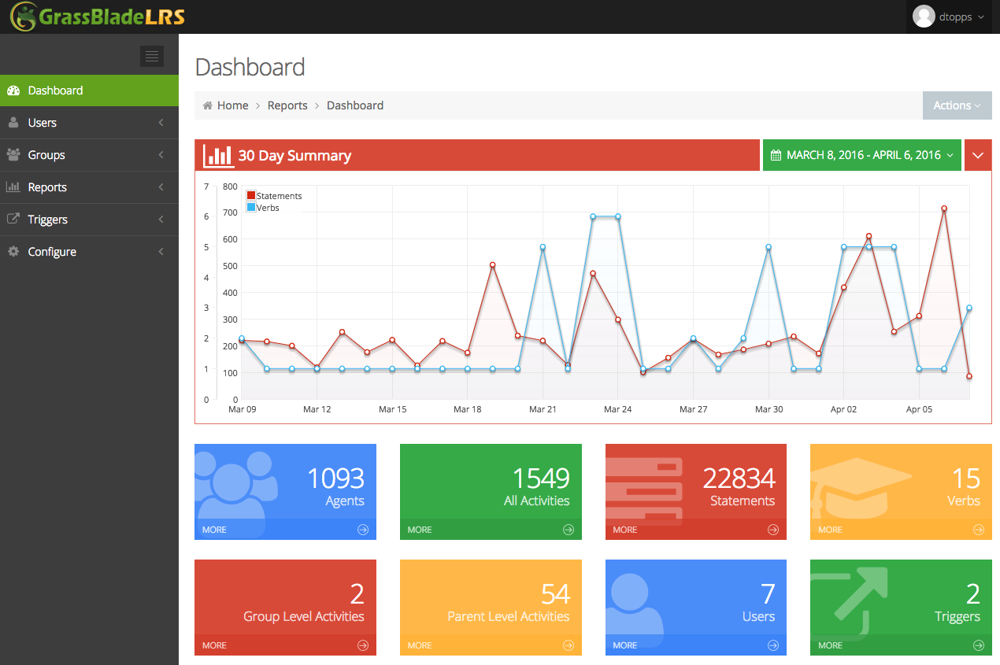 GrassBladeLRS
dtopps
Dashboard
Users
Groups
Reports
Triggers
Configure
Dashboard
Home > Reports > Dashboard
Actions
30 Day Summary
MARCH 8, 2016 - APRIL 6, 2016
Statements
Verbs
7
6
5
4
3
2
1
0
800
700
600
500
400
300
200
100
0
Mar 09 Mar 12 Mar 15 Mar 18 Mar 21 Mar 24 Mar 27 Mar 30 Apr 02 Apr 05
1093
Agents
MORE
1549
All Activities
MORE
22834
Statements
MORE
15
Verbs
MORE
2
Group Level Activities
MORE
54
Parent Level Activities
MORE
7
Users
MORE
2
Triggers
MORE